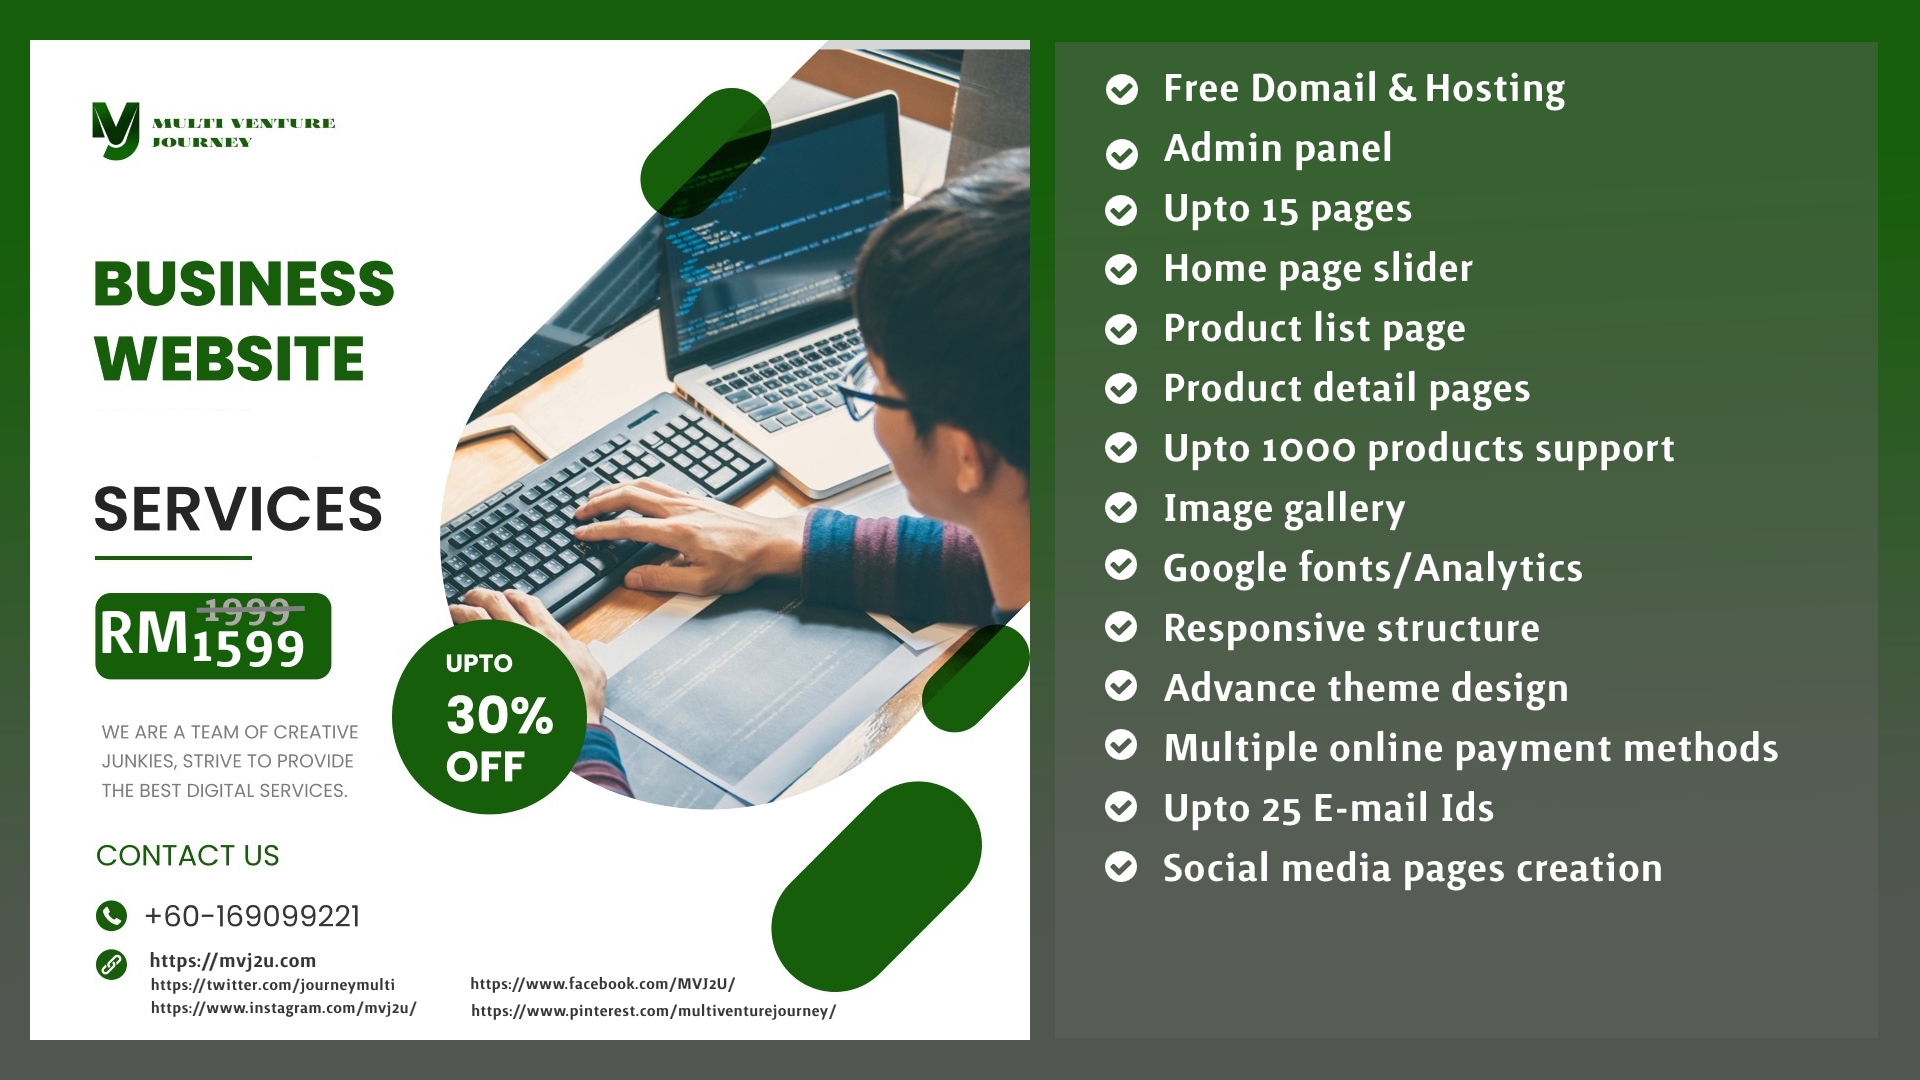 MULTI VENTURE
JOURNEY
BUSINESS
WEBSITE
SERVICES
RM
1999
1599
UPTO
30%
OFF
WE ARE A TEAM OF CREATIVE
JUNKIES, STRIVE TO PROVIDE
THE BEST DIGITAL SERVICES.
CONTACT US
+60-169099221
https://mvj2u.com
https://twitter.com/journeymulti
https://www.instagram.com/mvj2u/
https://www.facebook.com/MVJ2U/
https://www.pinterest.com/multiventurejourney/
Free Domail & Hosting
Admin panel
Upto 15 pages
Home page slider
Product list page
Product detail pages
Upto 1000 products support
Image gallery
Google fonts/Analytics
Responsive structure
Advance theme design
Multiple online payment methods
Upto 25 E-mail Ids
Social media pages creation